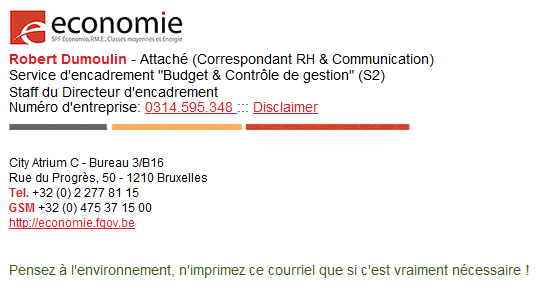 economie
SPF Economie, P.M.E., Classes moyennes et Energie
Robert Dumoulin - Attaché (Correspondant RH & Communication)
Service d'encadrement "Budget & Contrôle de gestion" (S2)
Staff du Directeur d'encadrement
Numéro d'entreprise: 0314.595.348 ::: Disclaimer
City Atrium C - Bureau 3/B16
Rue du Progrès, 50 - 1210 Bruxelles
Tel. +32 (0) 2 277 81 15
GSM +32 (0) 475 37 15 00
http://economie.fgov.be
Pensez à l'environnement, n'imprimez ce courriel que si c'est vraiment nécessaire !